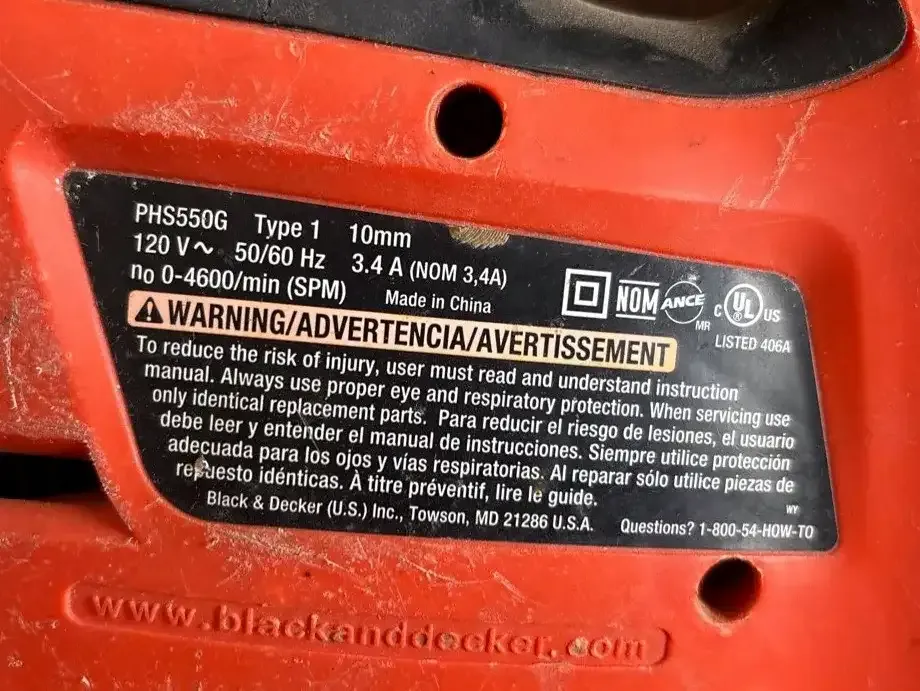 PHS550G Type 1 10mm
120 V~ 50/60 Hz 3.4 A (NOM 3,4A)
no 0-4600/min (SPM) Made in China
NOM ANCE MR C UL ® US
LISTED 406A
WARNING/ADVERTENCIA/AVERTISSEMENT
To reduce the risk of injury, user must read and understand instruction
manual. Always use proper eye and respiratory protection. When servicing use
only identical replacement parts. Para reducir el riesgo de lesiones, el usuario
debe leer y entender el manual de instrucciones. Siempre utilice protección
adecuada para los ojos y vías respiratorias. Al reparar sólo utilice piezas de
repuesto idénticas. À titre préventif, lire le guide.
WY
Black & Decker (U.S.) Inc., Towson, MD 21286 U.S.A. Questions? 1-800-54-HOW-TO
www.blackanddecker.com